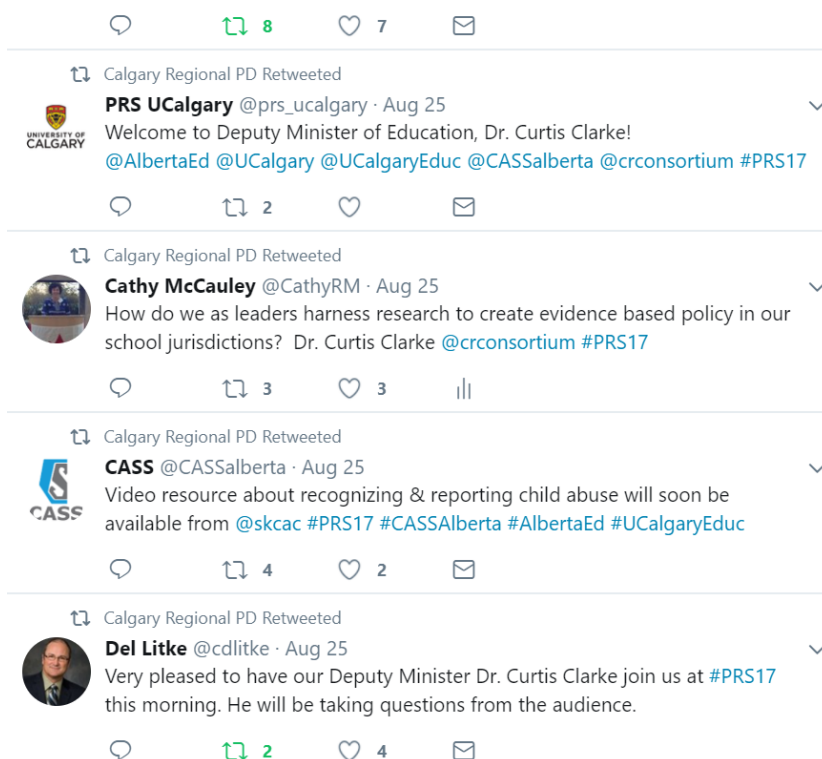 8 7
Calgary Regional PD Retweeted
PRS UCalgary @prs_ucalgary · Aug 25
UNIVERSITY OF
CALGARY
Welcome to Deputy Minister of Education, Dr. Curtis Clarke!
@AlbertaEd @UCalgary @UCalgaryEduc @CASSalberta @crconsortium #PRS17
2
Calgary Regional PD Retweeted
Cathy McCauley @CathyRM · Aug 25
How do we as leaders harness research to create evidence based policy in our
school jurisdictions? Dr. Curtis Clarke @crconsortium #PRS17
3 3
Calgary Regional PD Retweeted
CASS @CASSalberta · Aug 25
CASS
Video resource about recognizing & reporting child abuse will soon be
available from @skcac #PRS17 #CASSAlberta #AlbertaEd #UCalgaryEduc
4 2
Calgary Regional PD Retweeted
Del Litke @cdlitke · Aug 25
Very pleased to have our Deputy Minister Dr. Curtis Clarke join us at #PRS17
this morning. He will be taking questions from the audience.
2 4